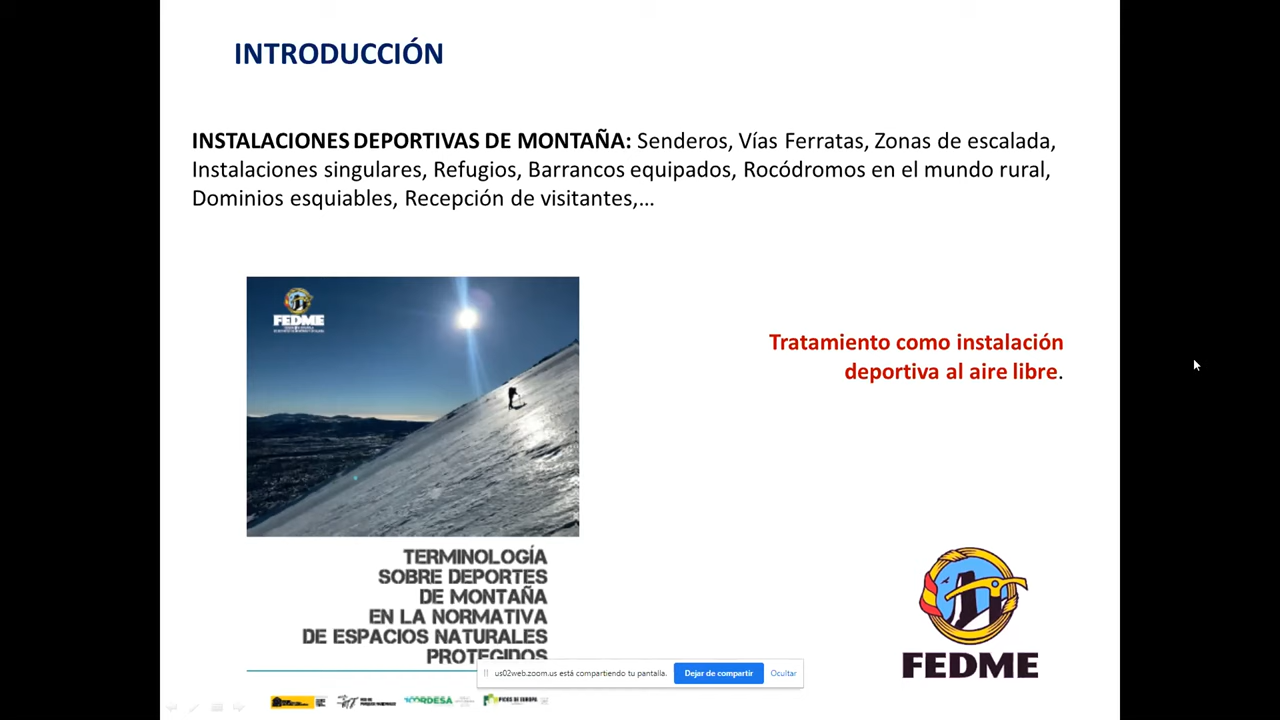 INTRODUCCIÓN
INSTALACIONES DEPORTIVAS DE MONTAÑA: Senderos, Vías Ferratas, Zonas de escalada,
Instalaciones singulares, Refugios, Barrancos equipados, Rocódromos en el mundo rural,
Dominios esquiables, Recepción de visitantes,...
FEDME
Tratamiento como instalación
deportiva al aire libre.
TERMINOLOGÍA
SOBRE DEPORTES
DE MONTAÑA
EN LA NORMATIVA
DE ESPACIOS NATURALES
PROTEGIDOS
us02web.zoom.us está compartiendo tu pantalla.
Dejar de compartir
Ocultar
FEDME
ORDESA
PICOS DE EUROPA